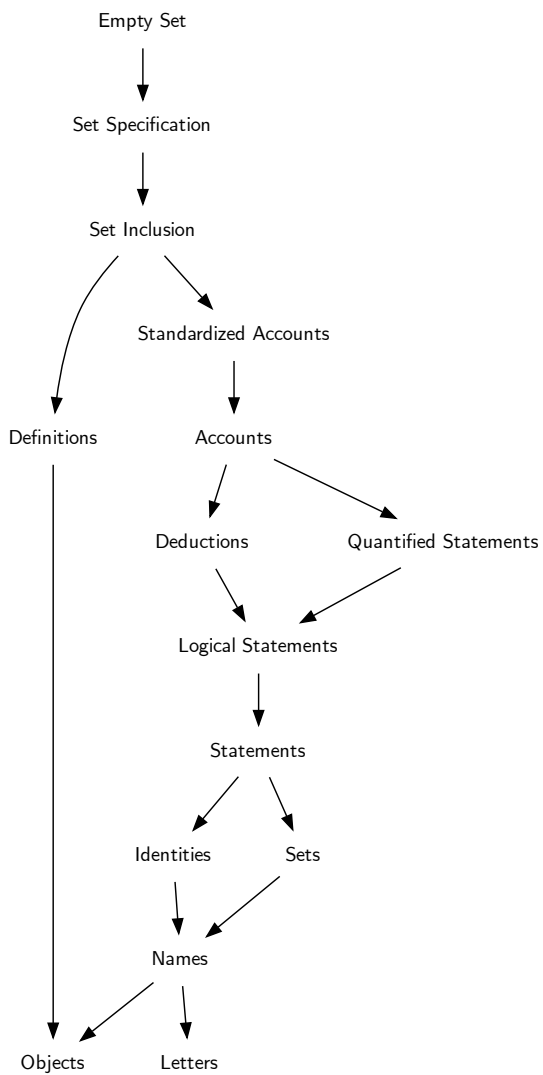 Empty Set
Set Specification
Set Inclusion
Standardized Accounts
Definitions
Accounts
Deductions
Quantified Statements
Logical Statements
Statements
Identities
Sets
Names
Objects
Letters